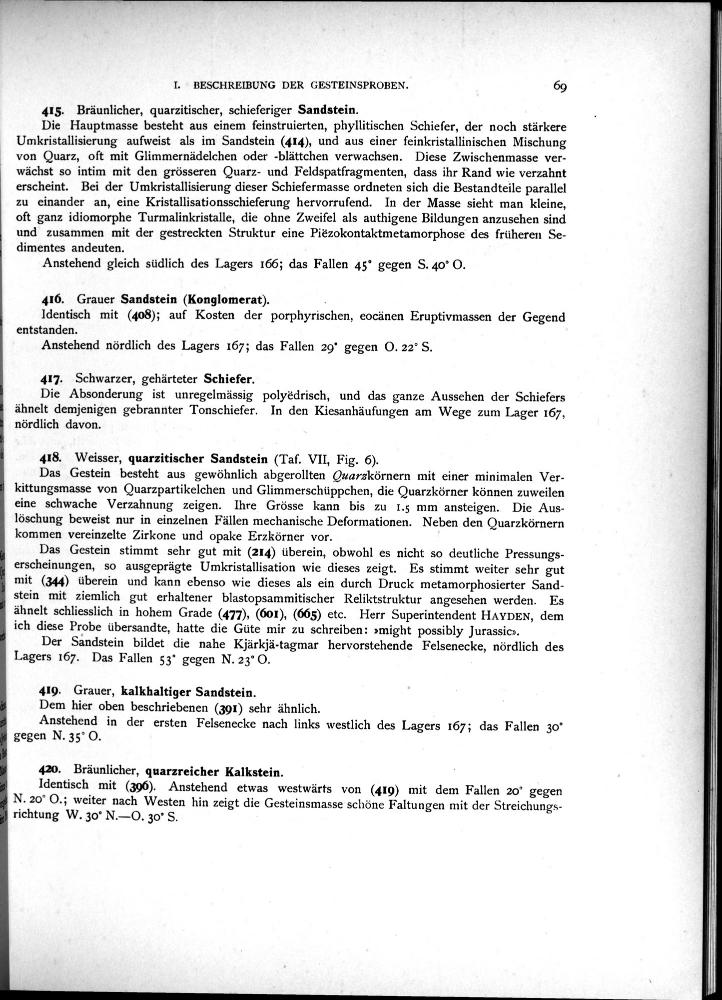 I. BESCHREIBUNG DER GESTEINSPROBEN. 69
415. Bräunlicher, quarzitischer, schieferiger Sandstein.
Die Hauptmasse besteht aus einem feinstruierten, phyllitischen Schiefer, der noch stärkere
Umkristallisierung aufweist als im Sandstein (414), und aus einer feinkristallinischen Mischung
von Quarz, oft mit Glimmernädelchen oder -blättchen verwachsen. Diese Zwischenmasse ver-
wächst so intim mit den grösseren Quarz- und Feldspatfragmenten, dass ihr Rand wie verzahnt
erscheint. Bei der Umkristallisierung dieser Schiefermasse ordneten sich die Bestandteile parallel
zu einander an, eine Kristallisationsschieferung hervorrufend. In der Masse sieht man kleine,
oft ganz idiomorphe Turmalinkristalle, die ohne Zweifel als authigene Bildungen anzusehen sind
und zusammen mit der gestreckten Struktur eine Piëzokontaktmetamorphose des früheren Se-
dimentes andeuten.
Anstehend gleich südlich des Lagers 166; das Fallen 45° gegen S. 40° O.
416. Grauer Sandstein (Konglomerat).
Identisch mit (408); auf Kosten der porphyrischen, eocänen Eruptivmassen der Gegend
entstanden.
Anstehend nördlich des Lagers 167; das Fallen 29° gegen O. 22° S.
417. Schwarzer, gehärteter Schiefer.
Die Absonderung ist unregelmässig polyëdrisch, und das ganze Aussehen der Schiefers
ähnelt demjenigen gebrannter Tonschiefer. In den Kiesanhäufungen am Wege zum Lager 167,
nördlich davon.
418. Weisser, quarzitischer Sandstein (Taf. VII, Fig. 6).
Das Gestein besteht aus gewöhnlich abgerollten Quarzkörnern mit einer minimalen Ver-
kittungsmasse von Quarzpartikelchen und Glimmerschüppchen, die Quarzkörner können zuweilen
eine schwache Verzahnung zeigen. Ihre Grösse kann bis zu 1.5 mm ansteigen. Die Aus-
löschung beweist nur in einzelnen Fällen mechanische Deformationen. Neben den Quarzkörnern
kommen vereinzelte Zirkone und opake Erzkörner vor.
Das Gestein stimmt sehr gut mit (214) überein, obwohl es nicht so deutliche Pressungs-
erscheinungen, so ausgeprägte Umkristallisation wie dieses zeigt. Es stimmt weiter sehr gut
mit (344) überein und kann ebenso wie dieses als ein durch Druck metamorphosierter Sand-
stein mit ziemlich gut erhaltener blastopsammitischer Reliktstruktur angesehen werden. Es
ähnelt schliesslich in hohem Grade (477), (601), (665) etc. Herr Superintendent HAYDEN, dem
ich diese Probe übersandte, hatte die Güte mir zu schreiben: »might possibly Jurassic».
Der Sandstein bildet die nahe Kjärkjä-tagmar hervorstehende Felsenecke, nördlich des
Lagers 167. Das Fallen 53° gegen N. 23° O.
419. Grauer, kalkhaltiger Sandstein.
Dem hier oben beschriebenen (391) sehr ähnlich.
Anstehend in der ersten Felsenecke nach links westlich des Lagers 167; das Fallen 30°
gegen N. 35° O.
420. Bräunlicher, quarzreicher Kalkstein.
Identisch mit (396). Anstehend etwas westwärts von (419) mit dem Fallen 20° gegen
N. 20° O.; weiter nach Westen hin zeigt die Gesteinsmasse schöne Faltungen mit der Streichungs-
richtung W. 30° N.—O. 30° S.